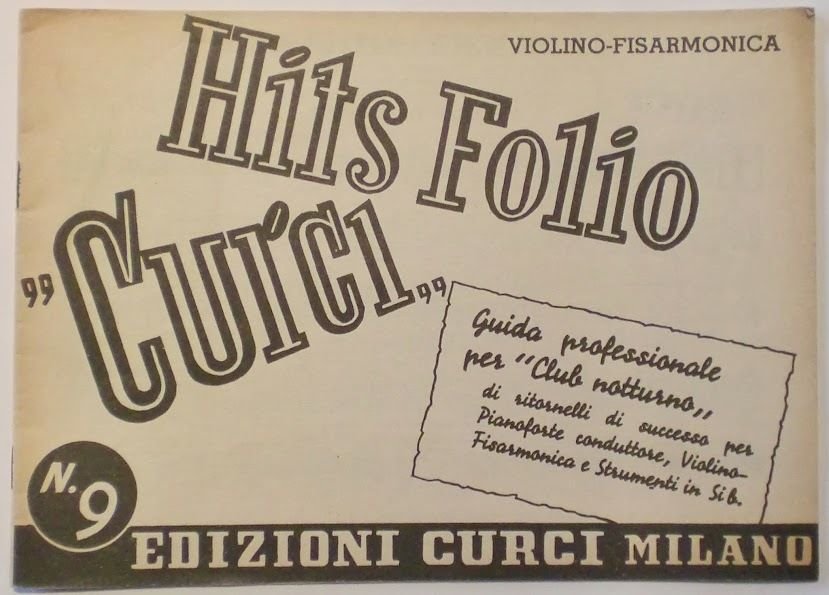 VIOLINO-FISARMONICA
Hits Folio
"Curci"
Guida professionale
per "Club notturno„
di ritornelli di successo per
Pianoforte conduttore, Violino-
Fisarmonica e Strumenti in Sib.
N. 9
EDIZIONI CURCI MILANO